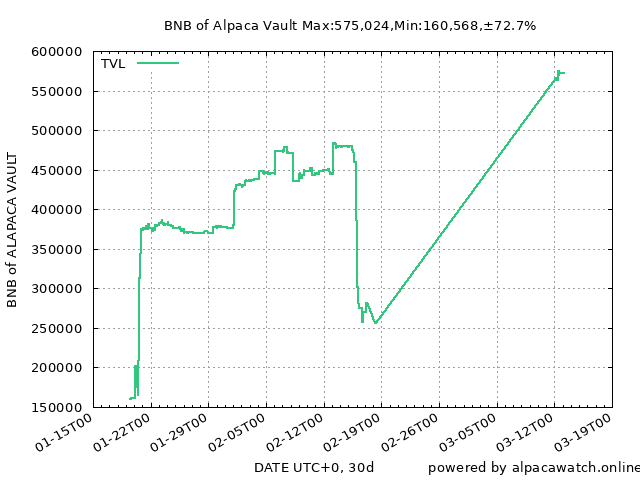 BNB of Alpaca Vault Max:575,024,Min:160,568,±72.7%
TVL
600000
550000
500000
450000
400000
350000
300000
250000
200000
150000
BNB of ALAPACA VAULT
01-15T00
01-22T00
01-29T00
02-05T00
02-12T00
02-19T00
02-26T00
03-05T00
03-12T00
03-19T00
DATE UTC+0, 30d
powered by alpacawatch.online